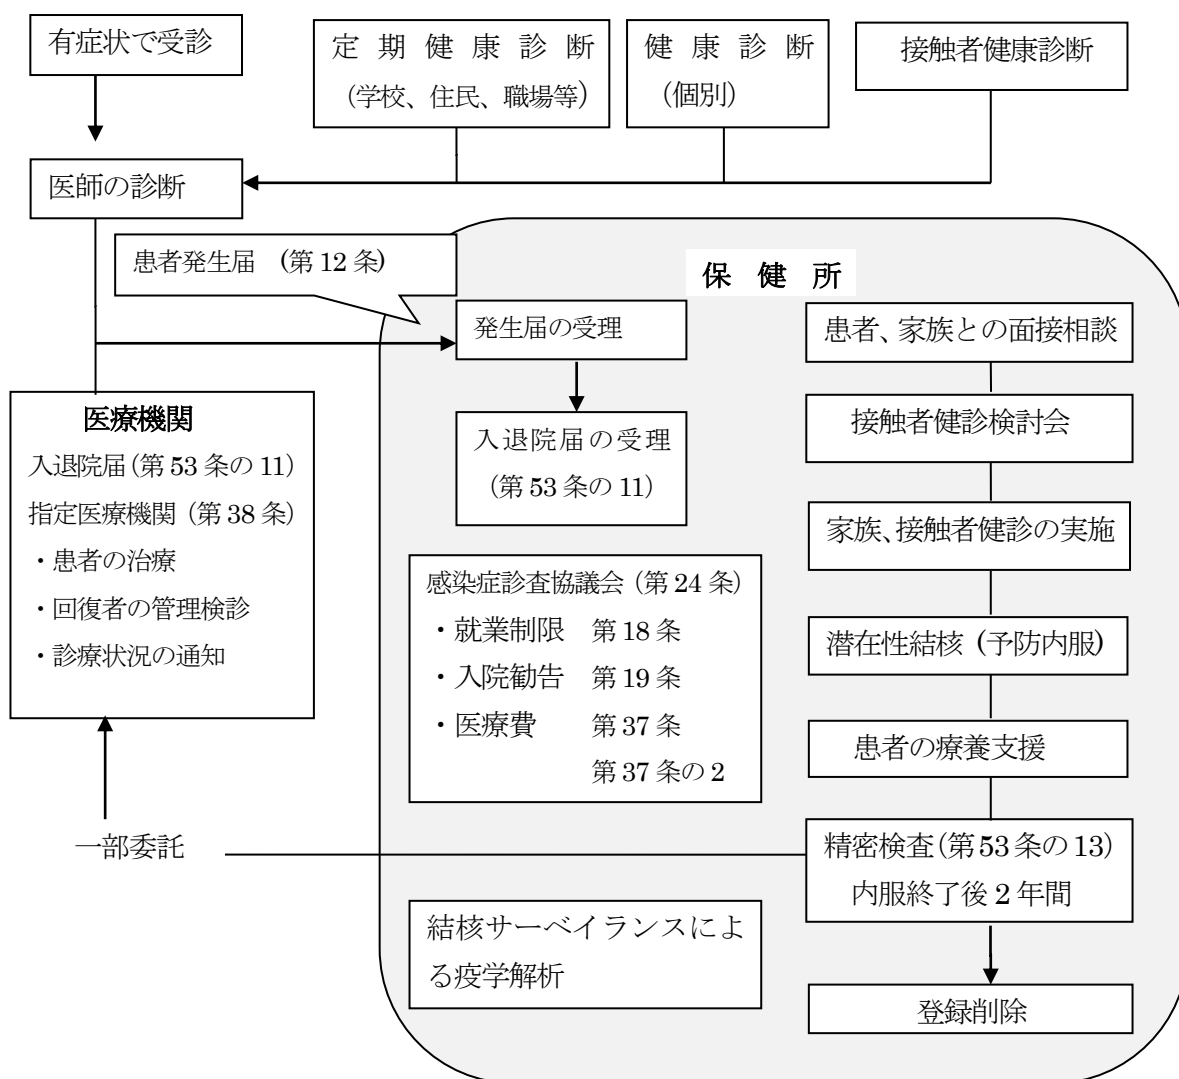 有症状で受診
定期健康診断
(学校、住民、職場等)
健康診断
(個別)
接触者健康診断
医師の診断
患者発生届 (第12条)
保健所
発生届の受理
患者、家族との面接相談
医療機関
入退院届(第53条の11)
指定医療機関(第38条)
・患者の治療
・回復者の管理検診
・診療状況の通知
入退院届の受理
(第53条の11)
接触者健診検討会
家族、接触者健診の実施
感染症診査協議会(第24条)
・就業制限 第18条
・入院勧告 第19条
・医療費 第37条
第37条の2
潜在性結核(予防内服)
患者の療養支援
一部委託
精密検査(第53条の13)
内服終了後2年間
結核サーベイランスによ
る疫学解析
登録削除